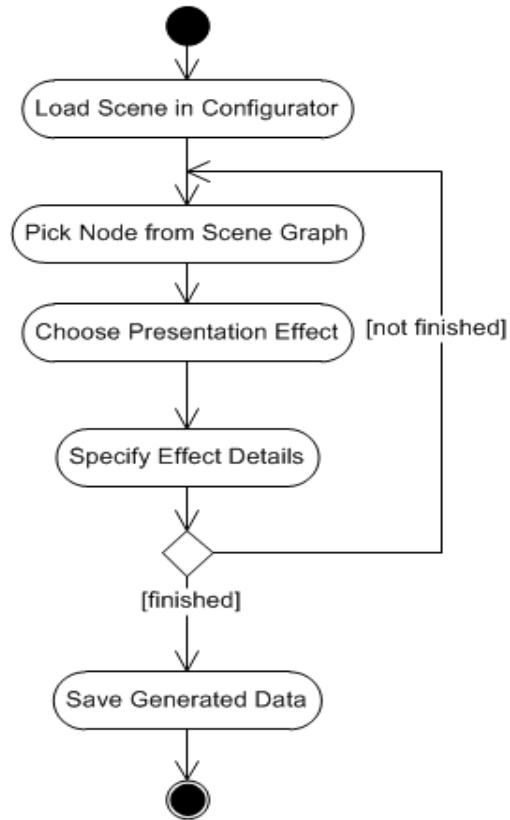 Load Scene in Configurator
Pick Node from Scene Graph
Choose Presentation Effect
[not finished]
Specify Effect Details
[finished]
Save Generated Data